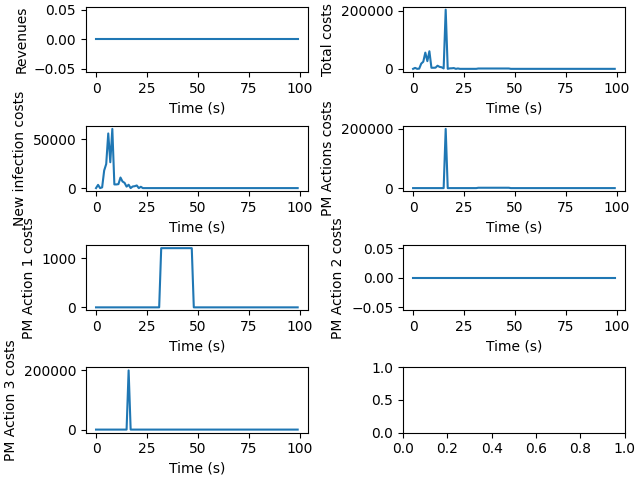 Revenues
0.05
0.00
−0.05
0 25 50 75 100
Time (s)
Total costs
200000
0
0 25 50 75 100
Time (s)
New infection costs
50000
0
0 25 50 75 100
Time (s)
PM Actions costs
200000
0
0 25 50 75 100
Time (s)
PM Action 1 costs
1000
0
0 25 50 75 100
Time (s)
PM Action 2 costs
0.05
0.00
−0.05
0 25 50 75 100
Time (s)
PM Action 3 costs
200000
0
0 25 50 75 100
Time (s)
1.0
0.5
0.0
0.0 0.2 0.4 0.6 0.8 1.0